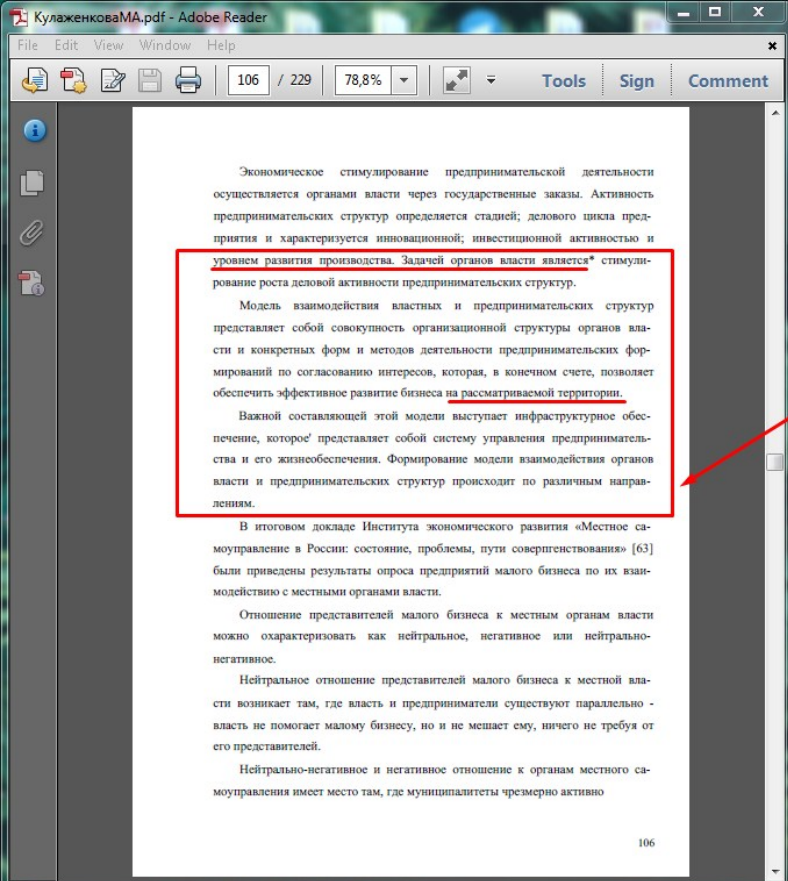 КулаженковаМА.pdf - Adobe Reader
File Edit View Window Help
106 / 229 78,8% Tools Sign Comment
Экономическое стимулирование предпринимательской деятельности
осуществляется органами власти через государственные заказы. Активность
предпринимательских структур определяется стадией; делового цикла пред-
приятия и характеризуется инновационной; инвестиционной активностью и
уровнем развития производства. Задачей органов власти является* стимули-
рование роста деловой активности предпринимательских структур.
Модель взаимодействия властных и предпринимательских структур
представляет собой совокупность организационной структуры органов вла-
сти и конкретных форм и методов деятельности предпринимательских фор-
мирований по согласованию интересов, которая, в конечном счете, позволяет
обеспечить эффективное развитие бизнеса на рассматриваемой территории.
Важной составляющей этой модели выступает инфраструктурное обес-
печение, которое' представляет собой систему управления предприниматель-
ства и его жизнеобеспечения. Формирование модели взаимодействия органов
власти и предпринимательских структур происходит по различным направ-
лениям.
В итоговом докладе Института экономического развития «Местное са-
моуправление в России: состояние, проблемы, пути соверпгенствования» [63]
были приведены результаты опроса предприятий малого бизнеса по их взаи-
модействию с местными органами власти.
Отношение представителей малого бизнеса к местным органам власти
можно охарактеризовать как нейтральное, негативное или нейтрально-
негативное.
Нейтральное отношение представителей малого бизнеса к местной вла-
сти возникает там, где власть и предприниматели существуют параллельно -
власть не помогает малому бизнесу, но и не мешает ему, ничего не требуя от
его представителей.
Нейтрально-негативное и негативное отношение к органам местного са-
моуправления имеет место там, где муниципалитеты чрезмерно активно
106